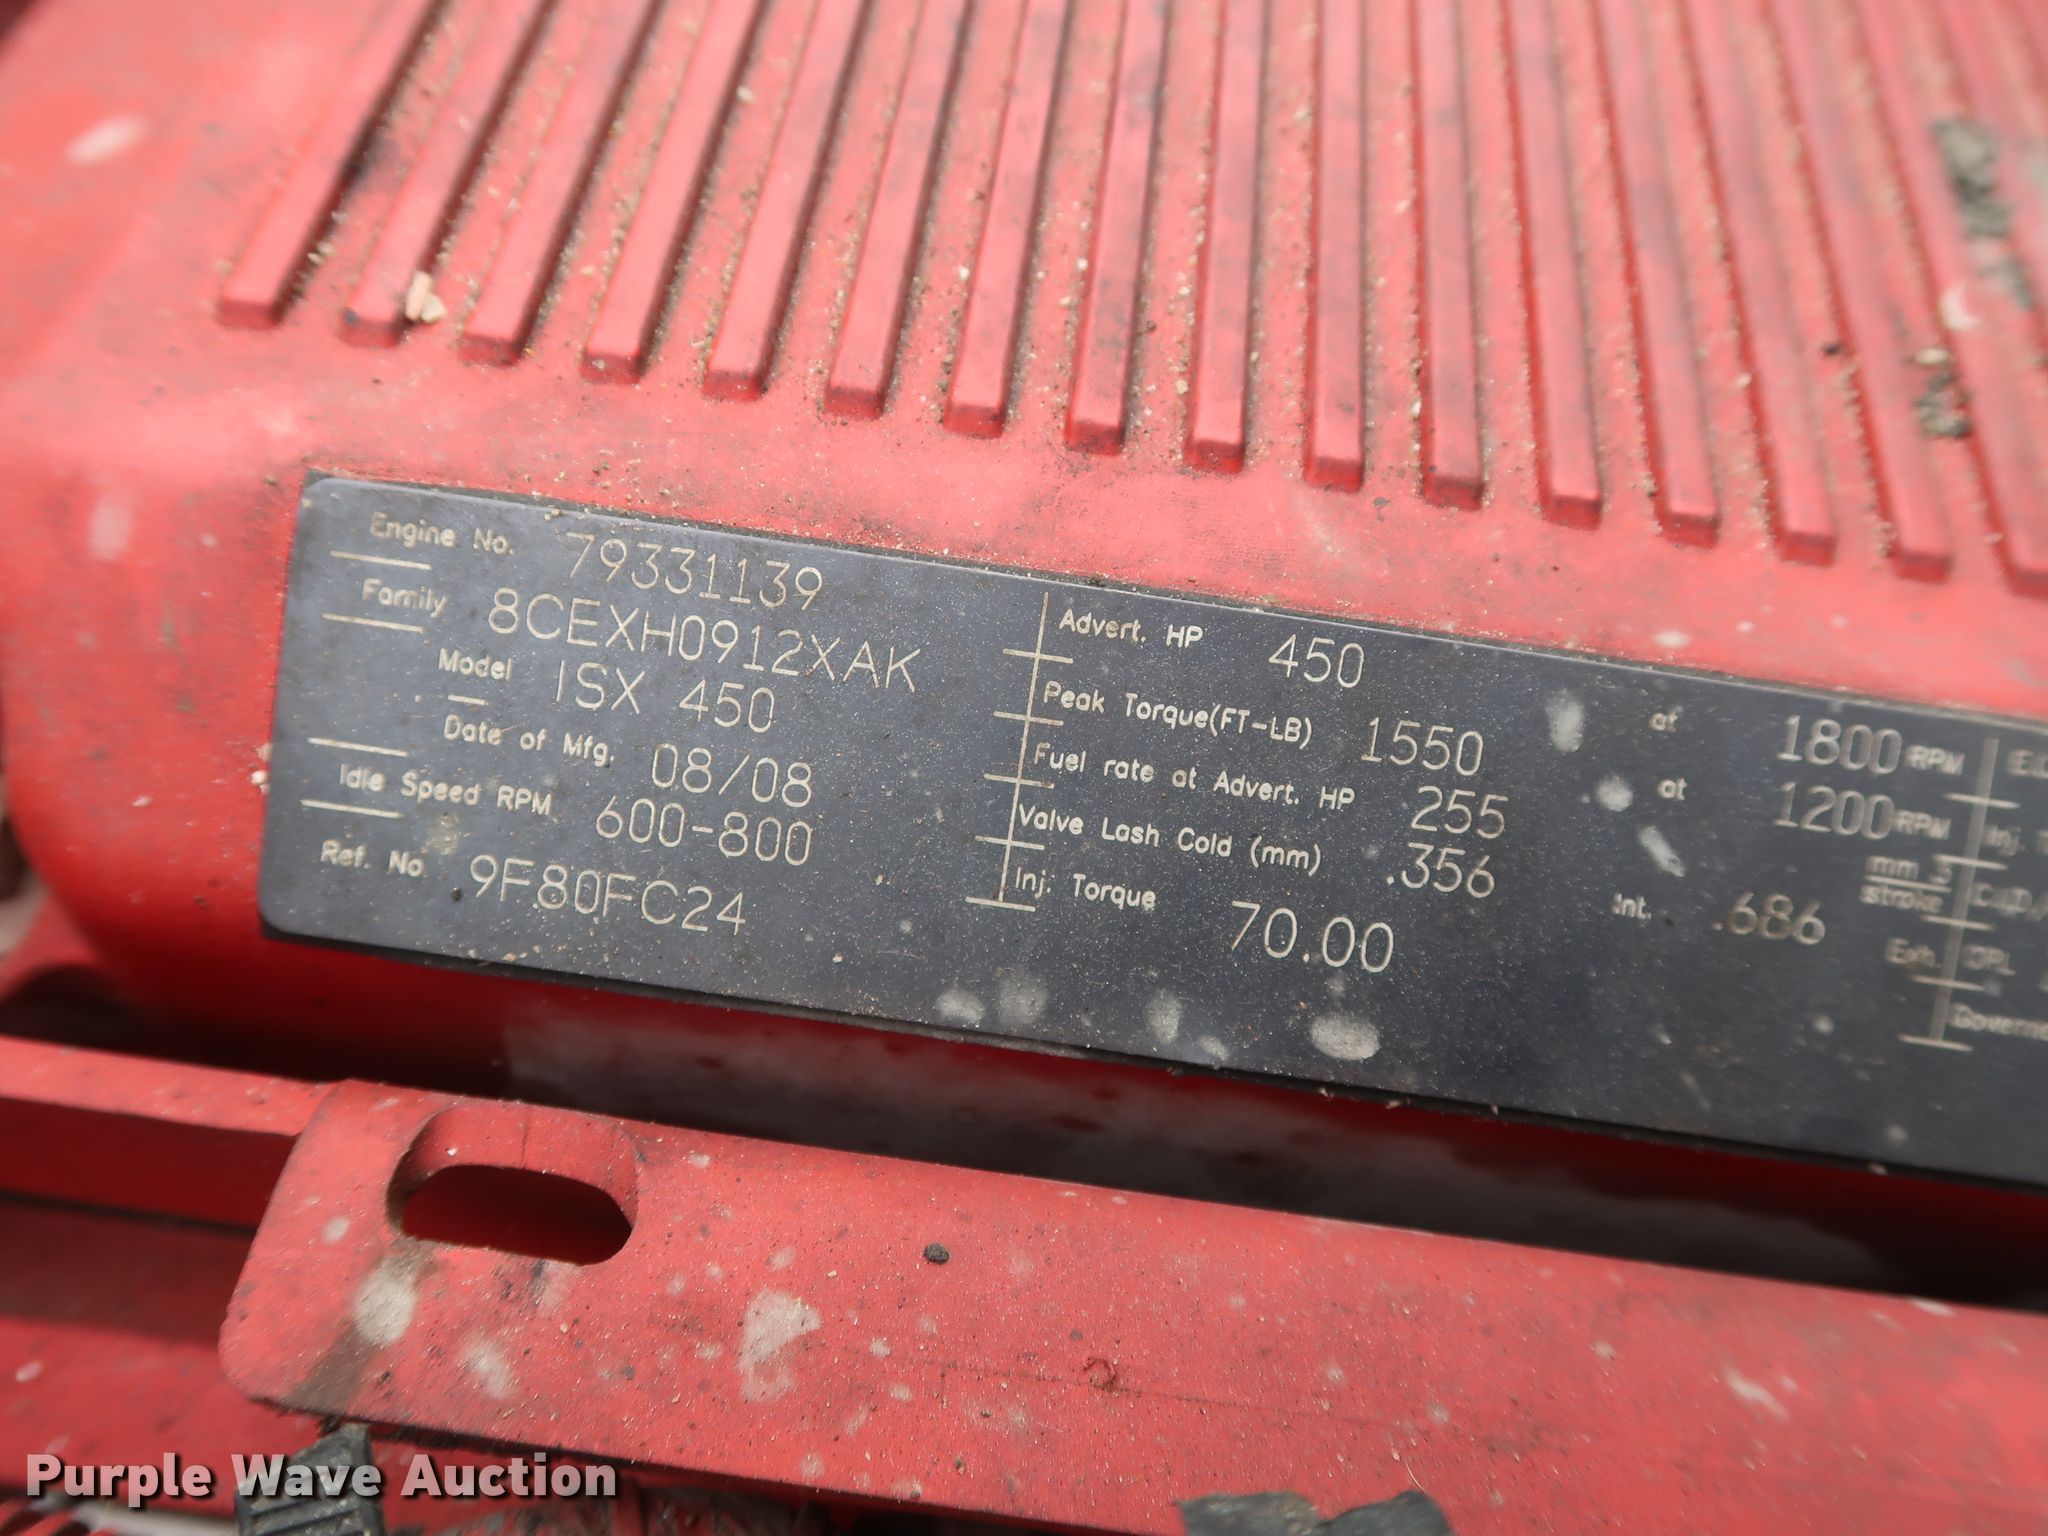 Engine No. 79331139
Family 8CEXH0912XAK
Model ISX 450
Date of Mfg. 08/08
Idle Speed RPM 600-800
Ref. No. 9F80FC24
Advert. HP 450 at 1800 RPM
Peak Torque(FT-LB) 1550 at 1200 RPM
Fuel rate at Advert. HP 255 mm 3 stroke
Valve Lash Cold (mm) .356 Int. .686 Exh.
Inj. Torque 70.00
Inj.
CPL
Purple Wave Auction